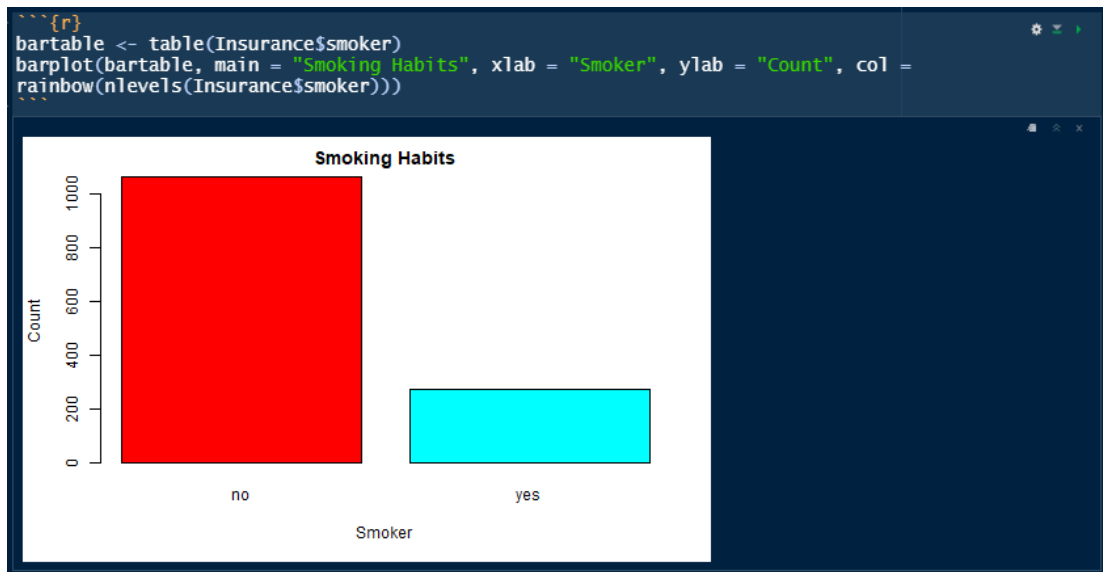 ```{r}
bartable <- table(Insurance$smoker)
barplot(bartable, main = "Smoking Habits", xlab = "Smoker", ylab = "Count", col =
rainbow(nlevels(Insurance$smoker)))
```
Smoking Habits
1000
800
600
400
200
0
Count
no yes
Smoker